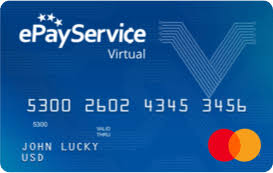 ePayService
Virtual
5300 2602 4345 3456
5300
VALID
THRU
JOHN LUCKY
USD